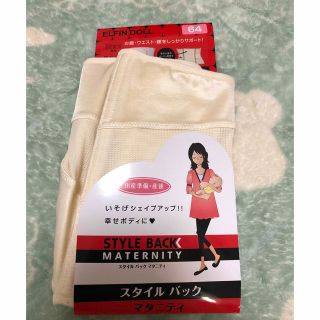 ELFIN DOLL
64
お腹・ウエスト・腰をしっかりサポート!
出産準備・産後
いそげシェイプアップ!!
幸せボディに♥
STYLE BACK
MATERNITY
スタイル バック マタニティ
スタイル バック
マタニティ